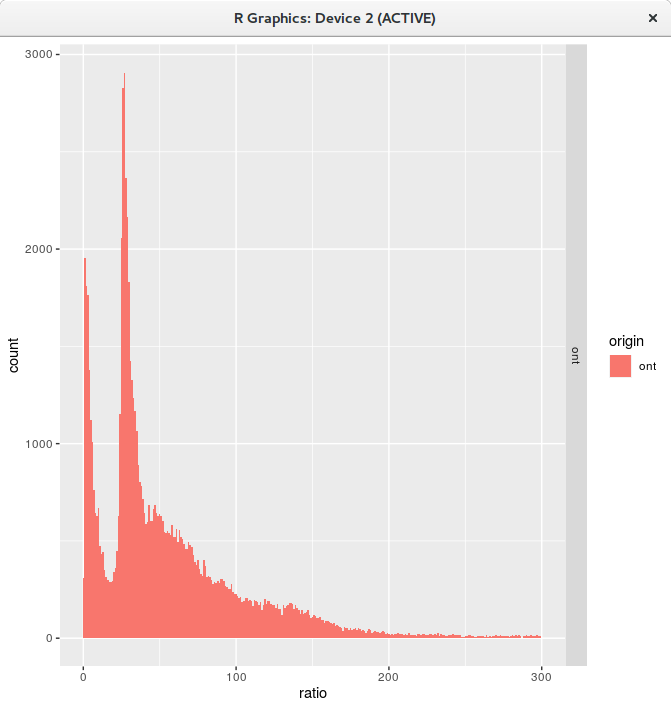 R Graphics: Device 2 (ACTIVE)
×
3000
2000
1000
0
count
0 100 200 300
ratio
ont
origin
ont